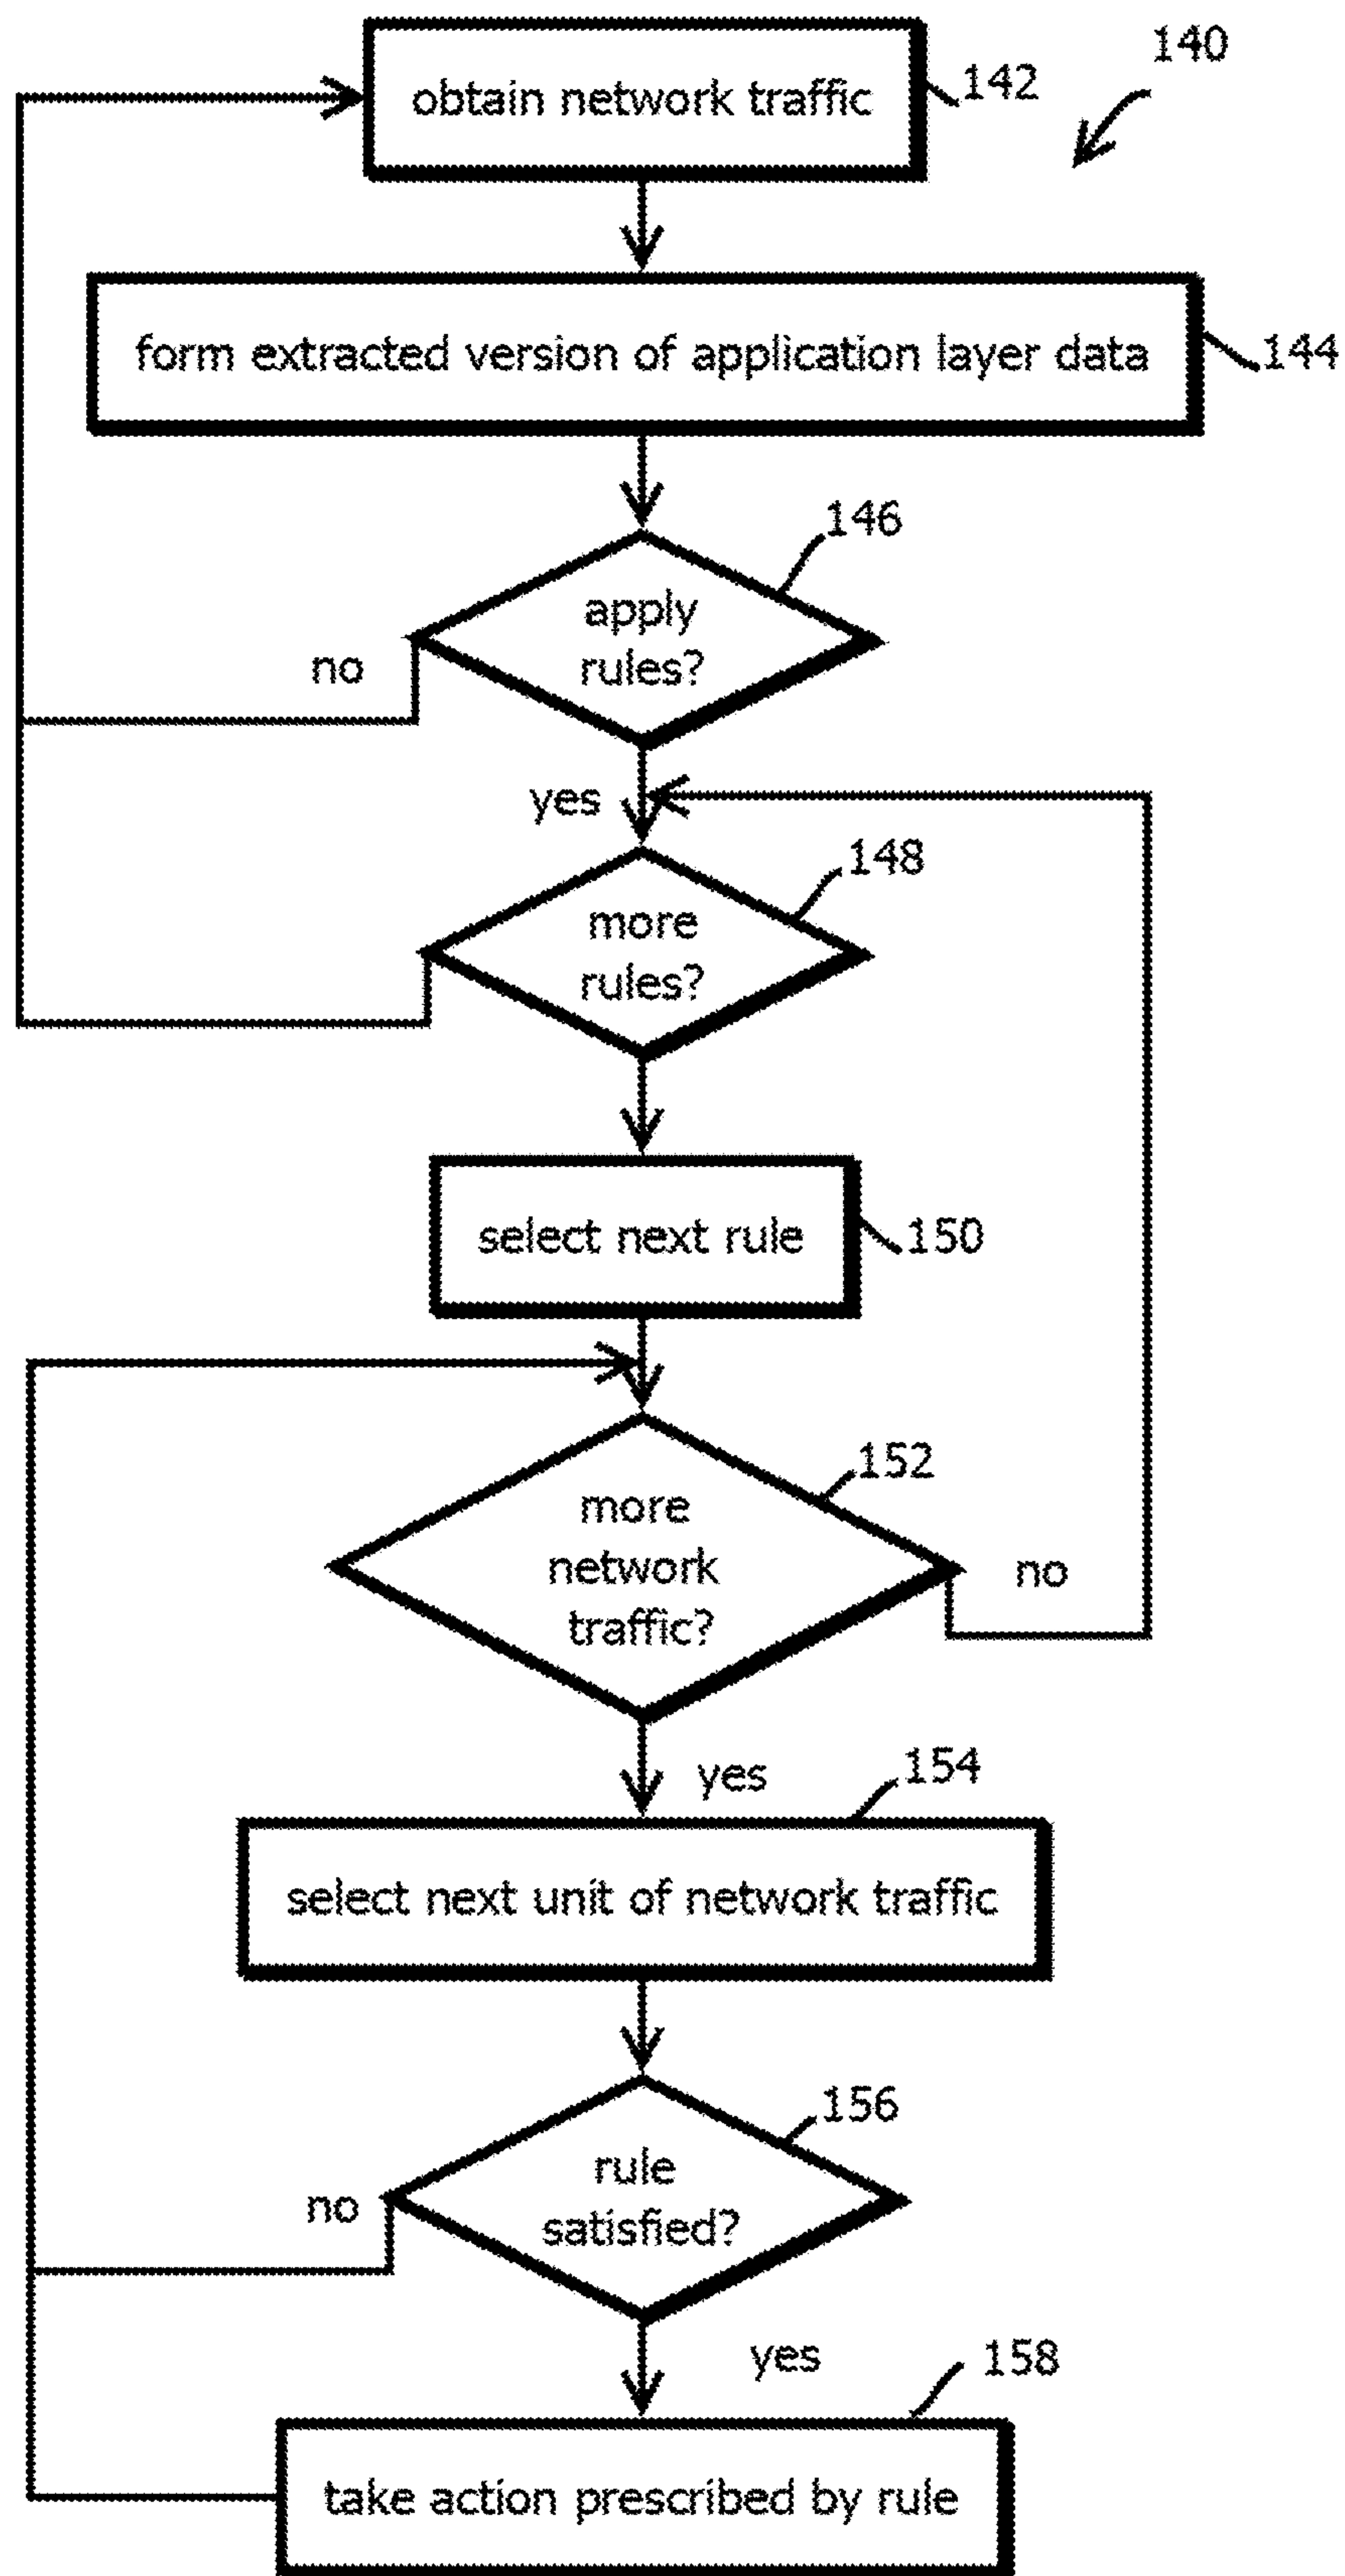 140
obtain network traffic
142
form extracted version of application layer data
144
146
apply
rules?
no
yes
148
more
rules?
select next rule
150
152
more
network
traffic?
no
yes
154
select next unit of network traffic
156
rule
satisfied?
no
yes
158
take action prescribed by rule